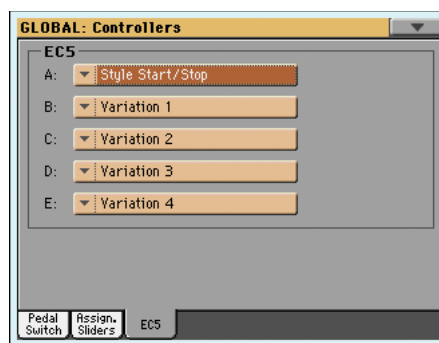 GLOBAL: Controllers
EC5
A: Style Start/Stop
B: Variation 1
C: Variation 2
D: Variation 3
E: Variation 4
Pedal Switch Assign. Sliders EC5